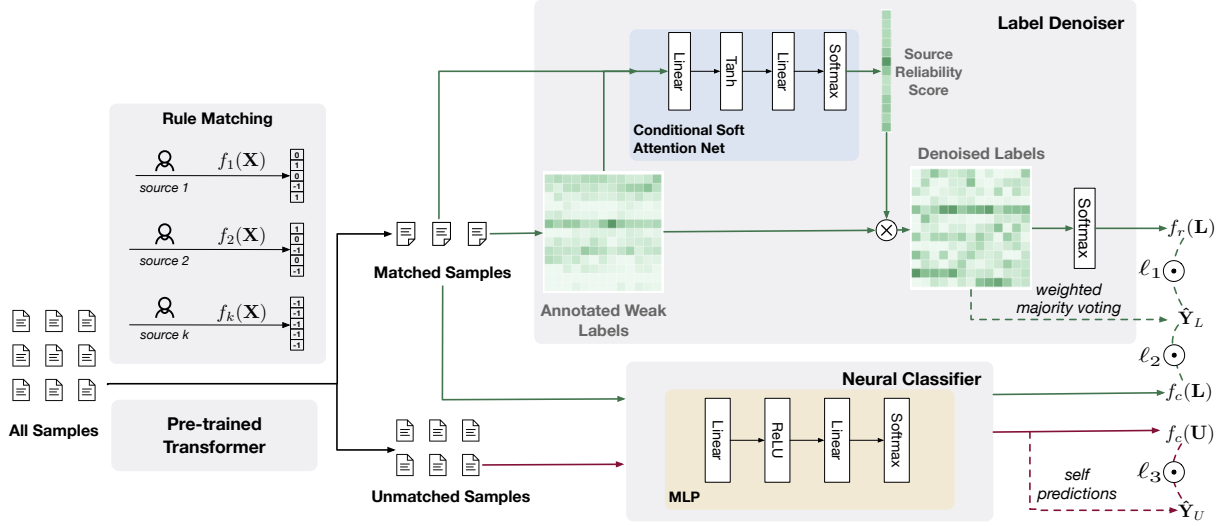 Label Denoiser
Linear
Tanh
Linear
Softmax
Conditional Soft
Attention Net
Source
Reliability
Score
Rule Matching
f₁(X)
source 1
0
1
0
-1
1
f₂(X)
source 2
1
0
-1
0
-1
fₖ(X)
source k
-1
-1
-1
-1
-1
All Samples
Pre-trained
Transformer
Matched Samples
Annotated Weak
Labels
Denoised Labels
Softmax
weighted
majority voting
fᵣ(L)
ℓ₁
Ŷ_L
ℓ₂
f_c(L)
Unmatched Samples
Neural Classifier
Linear
ReLU
Linear
Softmax
MLP
f_c(U)
self
predictions
ℓ₃
Ŷ_U